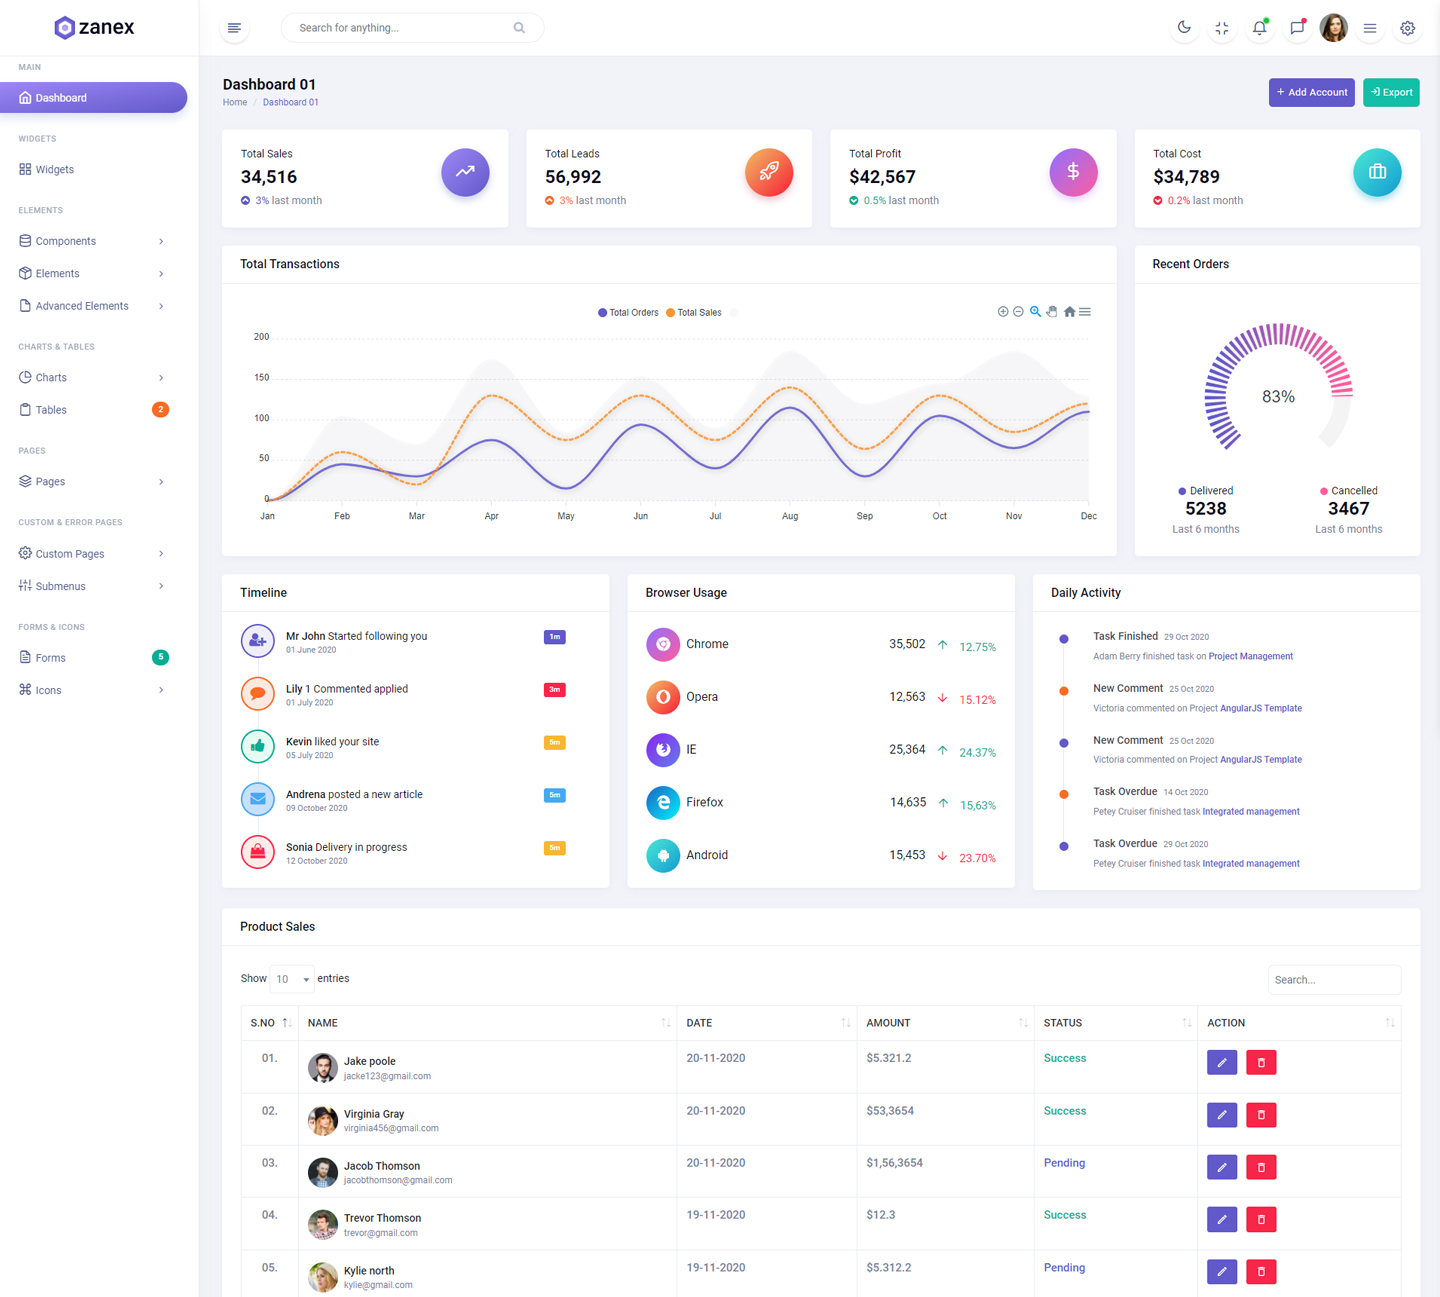 zanex
Search for anything...
MAIN
Dashboard
WIDGETS
Widgets
ELEMENTS
Components
Elements
Advanced Elements
CHARTS & TABLES
Charts
Tables 2
PAGES
Pages
CUSTOM & ERROR PAGES
Custom Pages
Submenus
FORMS & ICONS
Forms 5
Icons
Dashboard 01
Home / Dashboard 01
+ Add Account
Export
Total Sales
34,516
3% last month
Total Leads
56,992
3% last month
Total Profit
$42,567
0.5% last month
Total Cost
$34,789
0.2% last month
Total Transactions
Total Orders Total Sales
200
150
100
50
0
Jan Feb Mar Apr May Jun Jul Aug Sep Oct Nov Dec
Recent Orders
83%
Delivered
5238
Last 6 months
Cancelled
3467
Last 6 months
Timeline
Mr John Started following you 1m
01 June 2020
Lily 1 Commented applied 3m
01 July 2020
Kevin liked your site 5m
05 July 2020
Andrena posted a new article 5m
09 October 2020
Sonia Delivery in progress 5m
12 October 2020
Browser Usage
Chrome 35,502 12.75%
Opera 12,563 15.12%
IE 25,364 24.37%
Firefox 14,635 15,63%
Android 15,453 23.70%
Daily Activity
Task Finished 29 Oct 2020
Adam Berry finished task on Project Management
New Comment 25 Oct 2020
Victoria commented on Project AngularJS Template
New Comment 25 Oct 2020
Victoria commented on Project AngularJS Template
Task Overdue 14 Oct 2020
Petey Cruiser finished task Integrated management
Task Overdue 29 Oct 2020
Petey Cruiser finished task Integrated management
Product Sales
Show 10 entries
Search...
S.NO NAME DATE AMOUNT STATUS ACTION
01. Jake poole 20-11-2020 $5.321.2 Success
jacke123@gmail.com
02. Virginia Gray 20-11-2020 $53,3654 Success
virginia456@gmail.com
03. Jacob Thomson 20-11-2020 $1,56,3654 Pending
jacobthomson@gmail.com
04. Trevor Thomson 19-11-2020 $12.3 Success
trevor@gmail.com
05. Kylie north 19-11-2020 $5.312.2 Pending
kylie@gmail.com